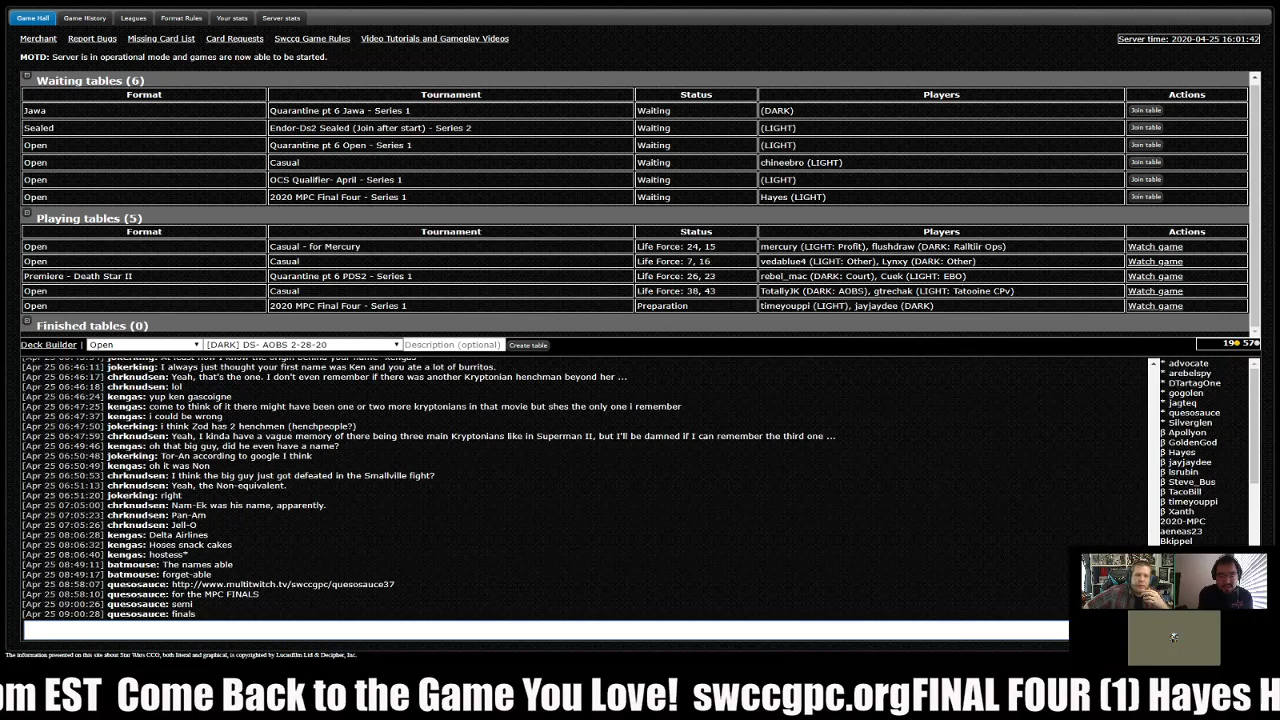 Game Hall Game History Leagues Format Rules Your stats Server stats
Merchant Report Bugs Missing Card List Card Requests Swccg Game Rules Video Tutorials and Gameplay Videos Server time: 2020-04-25 16:01:42
MOTD: Server is in operational mode and games are now able to be started.
Waiting tables (6)
Format Tournament Status Players Actions
Jawa Quarantine pt 6 Jawa - Series 1 Waiting (DARK) Join table
Sealed Endor-Ds2 Sealed (Join after start) - Series 2 Waiting (LIGHT) Join table
Open Quarantine pt 6 Open - Series 1 Waiting (LIGHT) Join table
Open Casual Waiting chineebro (LIGHT) Join table
Open OCS Qualifier- April - Series 1 Waiting (LIGHT) Join table
Open 2020 MPC Final Four - Series 1 Waiting Hayes (LIGHT) Join table
Playing tables (5)
Format Tournament Status Players Actions
Open Casual - for Mercury Life Force: 24, 15 mercury (LIGHT: Profit), flushdraw (DARK: Ralltiir Ops) Watch game
Open Casual Life Force: 7, 16 vedablue4 (LIGHT: Other), Lynxy (DARK: Other) Watch game
Premiere - Death Star II Quarantine pt 6 PDS2 - Series 1 Life Force: 26, 23 rebel_mac (DARK: Court), Cuek (LIGHT: EBO) Watch game
Open Casual Life Force: 38, 43 TotallyJK (DARK: AOBS), gtrechak (LIGHT: Tatooine CPv) Watch game
Open 2020 MPC Final Four - Series 1 Preparation timeyouppi (LIGHT), jayjaydee (DARK) Watch game
Finished tables (0)
Deck Builder | Open [DARK] DS- AOBS 2-28-20 Description (optional) Create table 19 57
[Apr 25 06:46:11] jokerking: I always just thought your first name was Ken and you ate a lot of burritos.
[Apr 25 06:46:17] chrknudsen: Yeah, that's the one. I don't even remember if there was another Kryptonian henchman beyond her ...
[Apr 25 06:46:18] jokerking: lol
[Apr 25 06:46:24] kengas: yup ken gascoigne
[Apr 25 06:47:25] kengas: come to think of it there might have been one or two more kryptonians in that movie but shes the only one i remember
[Apr 25 06:47:37] kengas: i could be wrong
[Apr 25 06:47:50] jokerking: i think Zod has 2 henchmen (henchpeople?)
[Apr 25 06:47:59] chrknudsen: Yeah, I kinda have a vague memory of there being three main Kryptonians like in Superman II, but I'll be damned if I can remember the third one ...
[Apr 25 06:49:46] kengas: oh that big guy, did he even have a name?
[Apr 25 06:50:48] jokerking: Tor-An according to google I think
[Apr 25 06:50:49] kengas: oh it was Non
[Apr 25 06:50:53] chrknudsen: I think the big guy just got defeated in the Smallville fight?
[Apr 25 06:51:13] chrknudsen: Yeah, the Non-equivalent.
[Apr 25 06:51:20] jokerking: right
[Apr 25 07:05:00] chrknudsen: Nam-Ek was his name, apparently.
[Apr 25 07:05:23] chrknudsen: Pan-Am
[Apr 25 07:05:26] chrknudsen: Jell-O
[Apr 25 08:06:28] kengas: Delta Airlines
[Apr 25 08:06:32] kengas: Hoses snack cakes
[Apr 25 08:06:40] kengas: hostess*
[Apr 25 08:49:11] batmouse: The names able
[Apr 25 08:49:17] batmouse: forget-able
[Apr 25 08:58:07] quesosauce: http://www.multitwitch.tv/swccgpc/quesosauce37
[Apr 25 08:58:10] quesosauce: for the MPC FINALS
[Apr 25 09:00:26] quesosauce: semi
[Apr 25 09:00:28] quesosauce: finals
* advocate
* arebelspy
* DTartagOne
* gogolen
* jagteq
* quesosauce
* Silverglen
β Apollyon
β GoldenGod
β Hayes
β jayjaydee
β lsrubin
β Steve_Bus
β TacoBill
β timeyouppi
β Xanth
2020-MPC
aeneas23
Bkippel
The information presented on this site about Star Wars CCG, both literal and graphical, is copyrighted by Lucasfilm Ltd & Decipher, Inc.
om EST Come Back to the Game You Love! swccgpc.orgFINAL FOUR (1) Hayes H